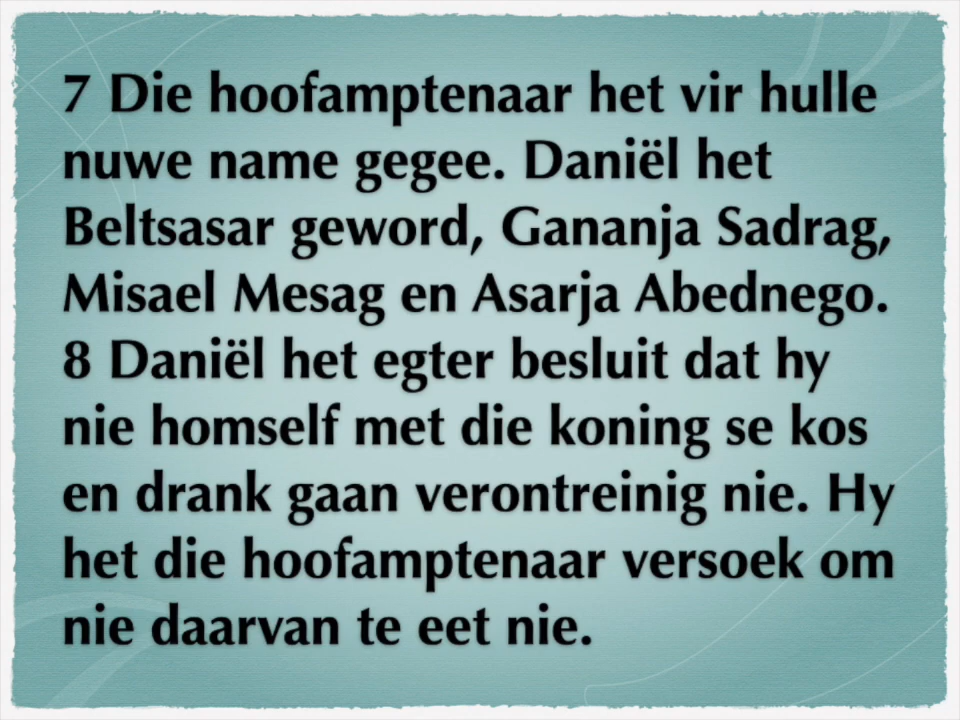 7 Die hoofamptenaar het vir hulle
nuwe name gegee. Daniël het
Beltsasar geword, Gananja Sadrag,
Misael Mesag en Asarja Abednego.
8 Daniël het egter besluit dat hy
nie homself met die koning se kos
en drank gaan verontreinig nie. Hy
het die hoofamptenaar versoek om
nie daarvan te eet nie.